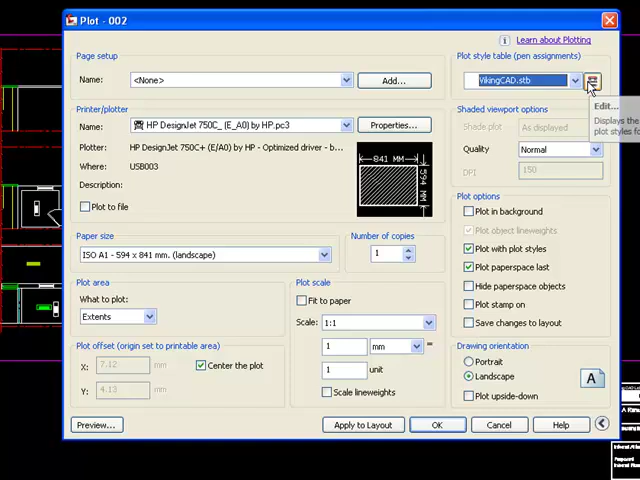 Plot - 002
Learn about Plotting
Page setup
Name:
<None>
Add...
Plot style table (pen assignments)
VikingCAD.stb
Edit...
Displays the
plot styles fo
Printer/plotter
Name:
HP DesignJet 750C_ (E_A0) by HP.pc3
Properties...
Plotter:
HP DesignJet 750C+ (E/A0) by HP - Optimized driver - b...
Where:
USB003
Description:
Plot to file
841 MM
594 MM
Shaded viewport options
Shade plot
As displayed
Quality
Normal
DPI
150
Paper size
ISO A1 - 594 x 841 mm. (landscape)
Number of copies
1
Plot options
Plot in background
Plot object lineweights
Plot with plot styles
Plot paperspace last
Hide paperspace objects
Plot stamp on
Save changes to layout
Plot area
What to plot:
Extents
Plot scale
Fit to paper
Scale:
1:1
1
mm
=
1
unit
Scale lineweights
Plot offset (origin set to printable area)
X:
7.12
mm
Center the plot
Y:
4.13
mm
Drawing orientation
Portrait
Landscape
Plot upside-down
A
Preview...
Apply to Layout
OK
Cancel
Help